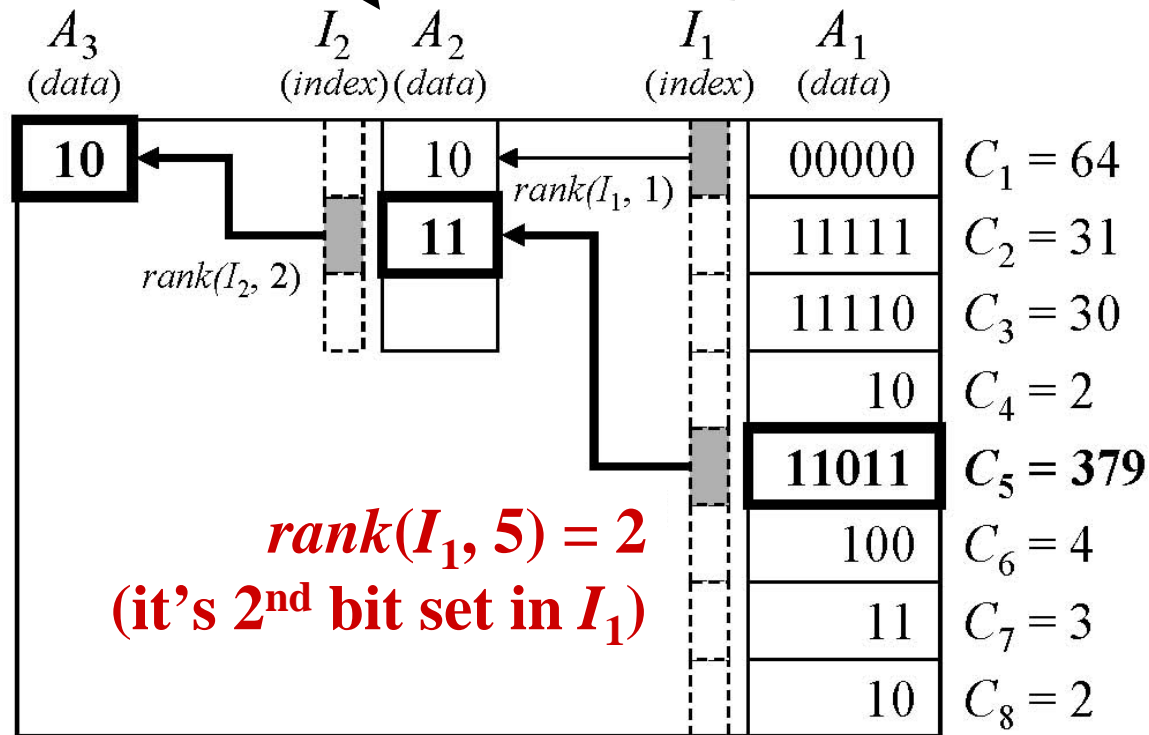 A3 I2 A2 I1 A1
(data) (index) (data) (index) (data)
10 10 00000 C1 = 64
rank(I1, 1)
11 11111 C2 = 31
rank(I2, 2)
11110 C3 = 30
10 C4 = 2
11011 C5 = 379
rank(I1, 5) = 2
100 C6 = 4
(it’s 2nd bit set in I1)
11 C7 = 3
10 C8 = 2